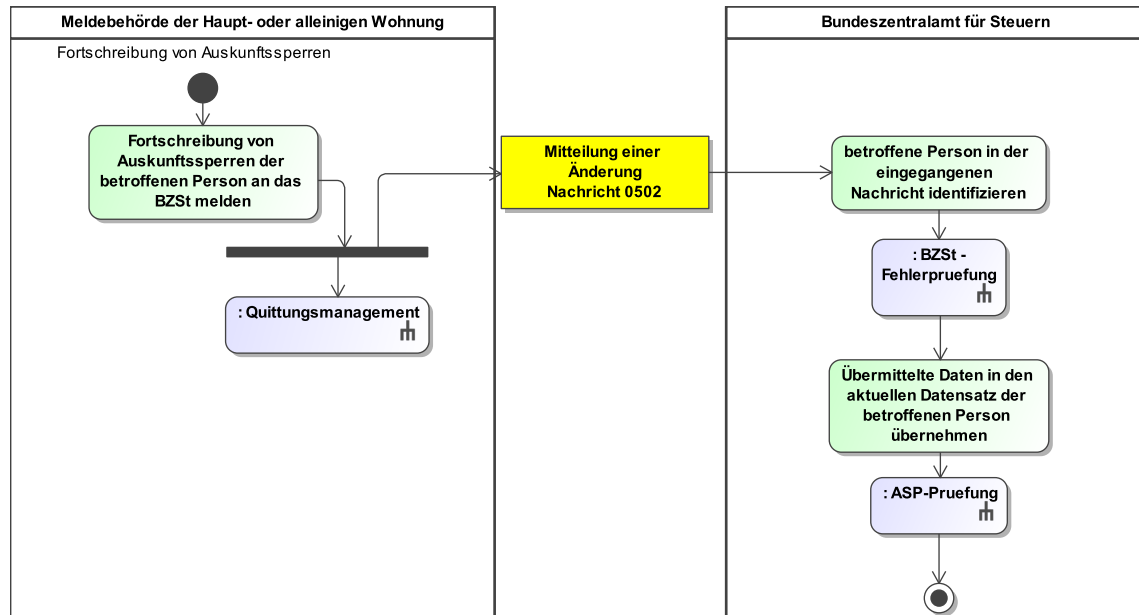 Meldebehörde der Haupt- oder alleinigen Wohnung
Fortschreibung von Auskunftssperren
Fortschreibung von
Auskunftssperren der
betroffenen Person an das
BZSt melden
: Quittungsmanagement
Mitteilung einer
Änderung
Nachricht 0502
Bundeszentralamt für Steuern
betroffene Person in der
eingegangenen
Nachricht identifizieren
: BZSt -
Fehlerpruefung
Übermittelte Daten in den
aktuellen Datensatz der
betroffenen Person
übernehmen
: ASP-Pruefung